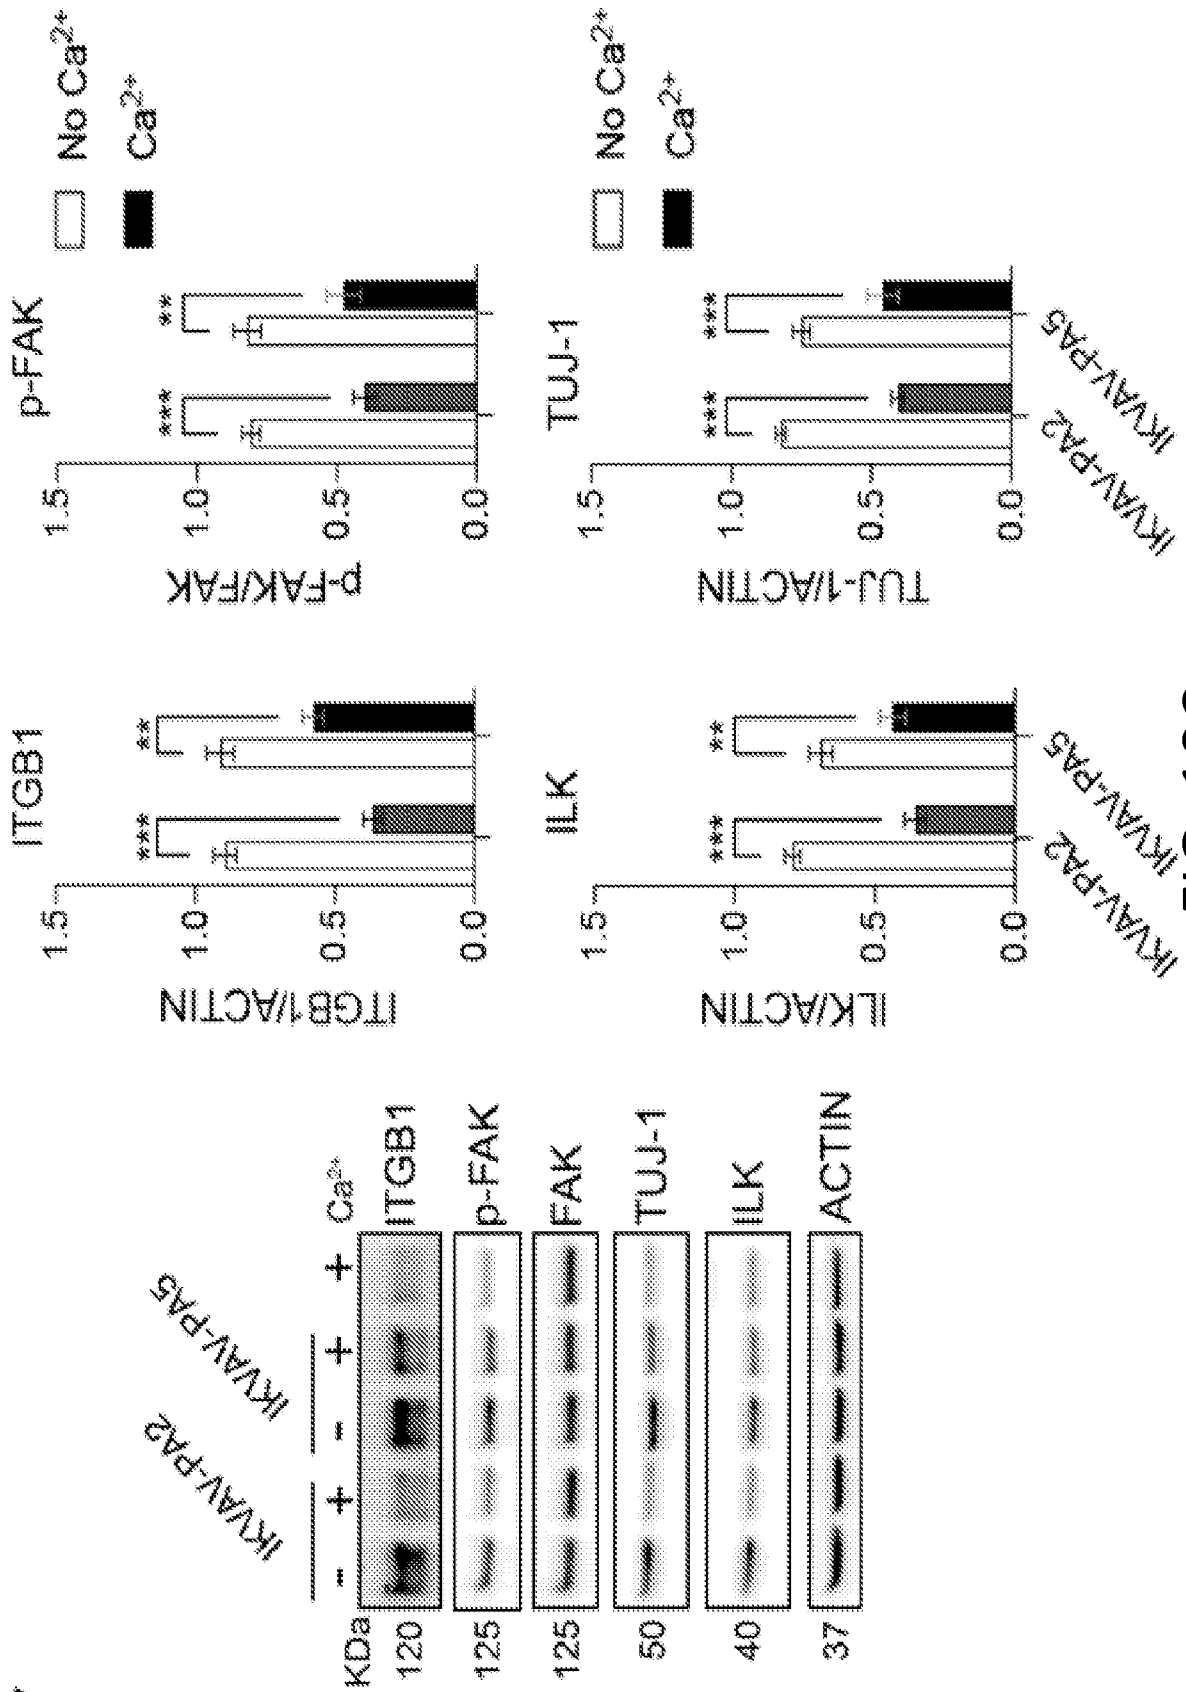 IKVAV-PA2
IKVAV-PA5
KDa - + - + + Ca²⁺
120 ITGB1
125 p-FAK
125 FAK
50 TUJ-1
40 ILK
37 ACTIN
ITGB1
ITGB1/ACTIN
1.5
1.0
0.5
0.0
***
**
p-FAK
p-FAK/FAK
1.5
1.0
0.5
0.0
***
**
No Ca²⁺
Ca²⁺
ILK
ILK/ACTIN
1.5
1.0
0.5
0.0
***
**
IKVAV-PA2
IKVAV-PA5
TUJ-1
TUJ-1/ACTIN
1.5
1.0
0.5
0.0
***
***
IKVAV-PA2
IKVAV-PA5
No Ca²⁺
Ca²⁺